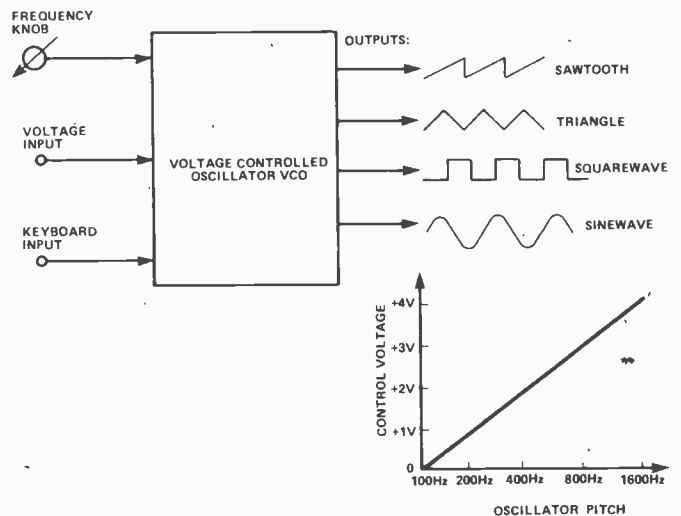 FREQUENCY
KNOB
VOLTAGE
INPUT
KEYBOARD
INPUT
VOLTAGE CONTROLLED
OSCILLATOR VCO
OUTPUTS:
SAWTOOTH
TRIANGLE
SQUAREWAVE
SINEWAVE
CONTROL VOLTAGE
+4V
+3V
+2V
+1V
0
100Hz 200Hz 400Hz 800Hz 1600Hz
OSCILLATOR PITCH